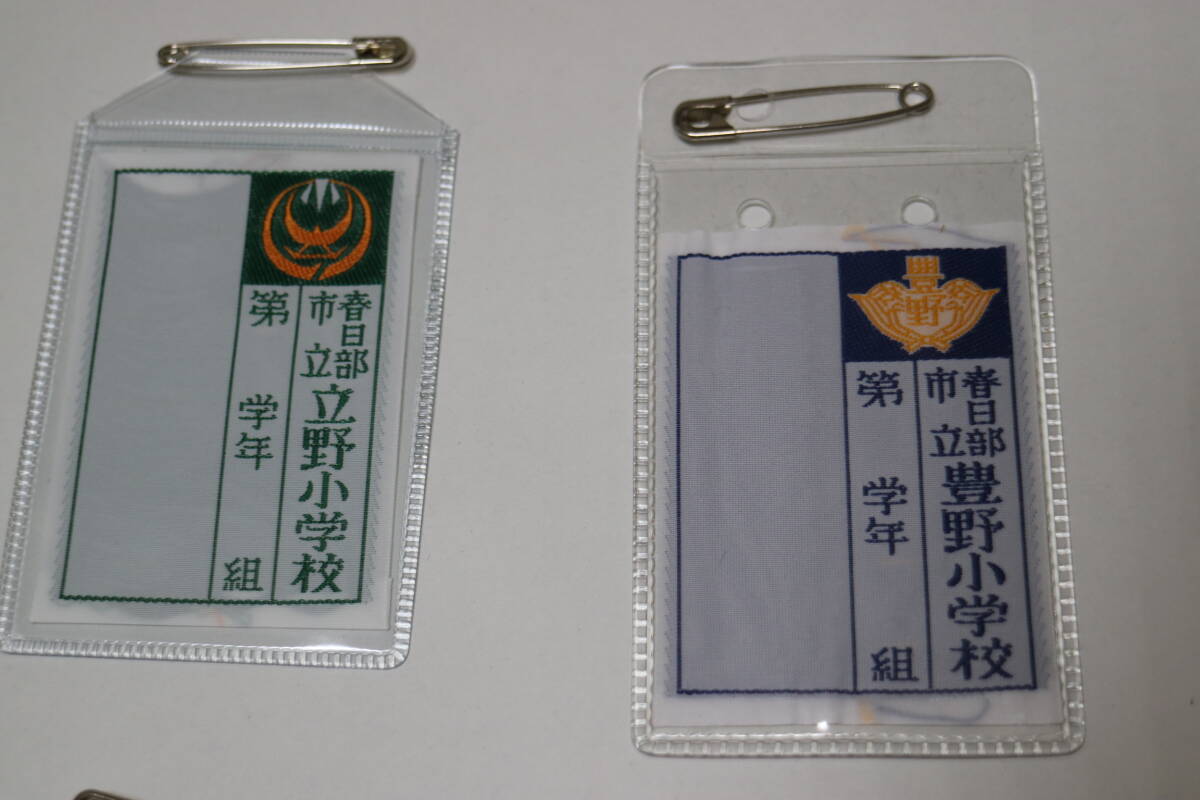 春日部
市立
立野小学校
第 学年 組
豊野
春日部
市立
豊野小学校
第 学年 組